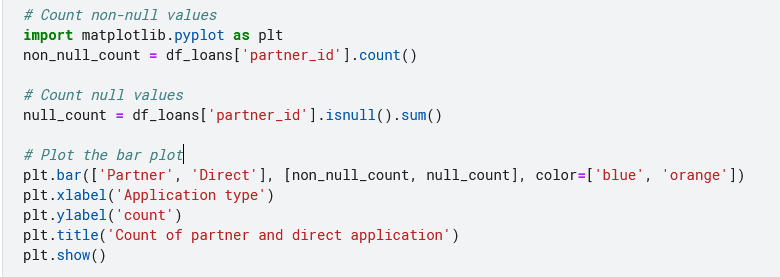 # Count non-null values
import matplotlib.pyplot as plt
non_null_count = df_loans['partner_id'].count()
# Count null values
null_count = df_loans['partner_id'].isnull().sum()
# Plot the bar plot
plt.bar(['Partner', 'Direct'], [non_null_count, null_count], color=['blue', 'orange'])
plt.xlabel('Application type')
plt.ylabel('count')
plt.title('Count of partner and direct application')
plt.show()